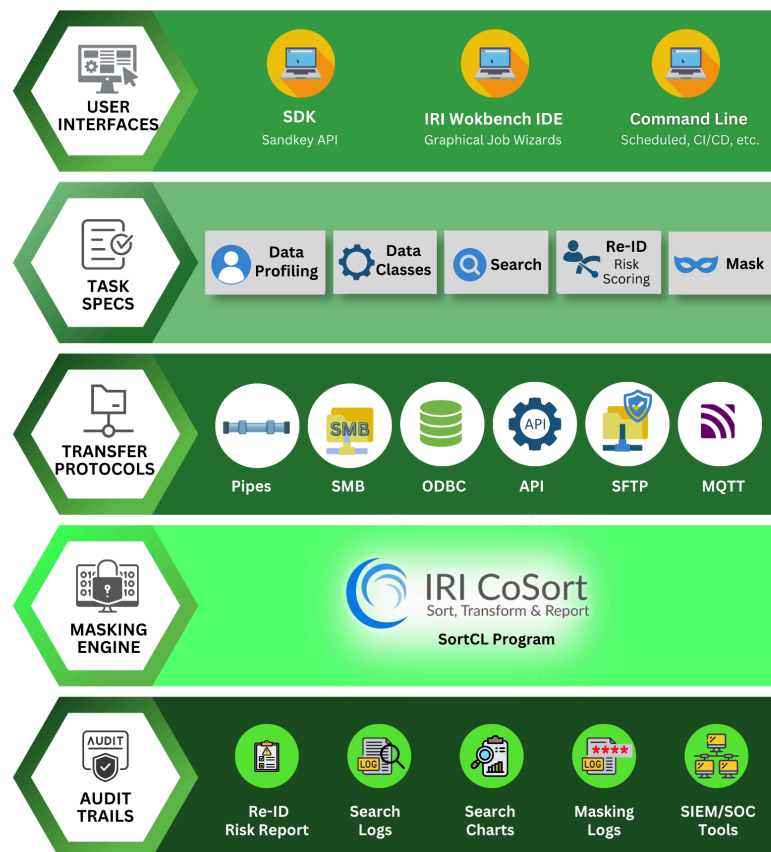 USER
INTERFACES
SDK
Sandkey API
IRI Wokbench IDE
Graphical Job Wizards
Command Line
Scheduled, CI/CD, etc.
TASK
SPECS
Data
Profiling
Data
Classes
Search
Re-ID
Risk
Scoring
Mask
TRANSFER
PROTOCOLS
Pipes
SMB
SMB
ODBC
API
API
SFTP
MQTT
MASKING
ENGINE
IRI CoSort
Sort, Transform & Report
SortCL Program
AUDIT
AUDIT
TRAILS
Re-ID
Risk Report
LOG
Search
Logs
Search
Charts
****
LOG
Masking
Logs
SIEM/SOC
Tools